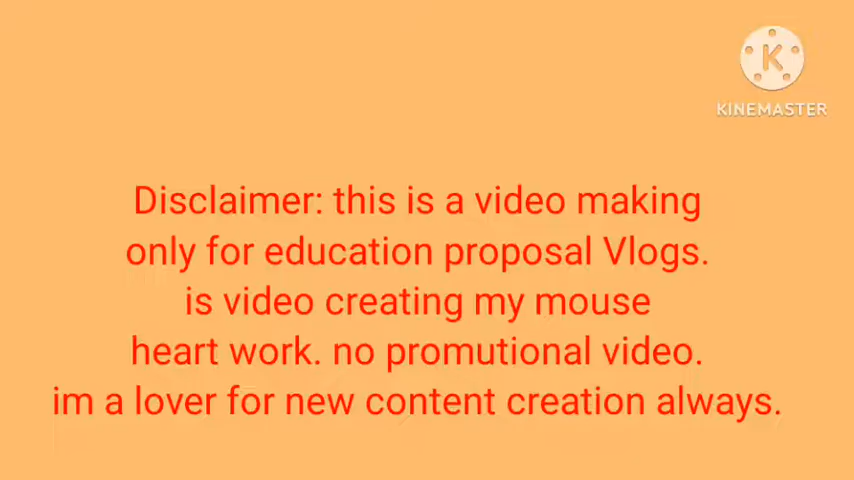 KINEMASTER
Disclaimer: this is a video making
only for education proposal Vlogs.
is video creating my mouse
heart work. no promutional video.
im a lover for new content creation always.